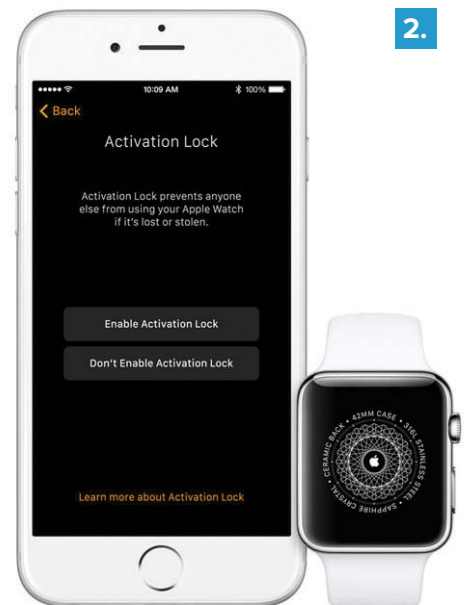 2.
10:09 AM
100%
Back
Activation Lock
Activation Lock prevents anyone
else from using your Apple Watch
if it's lost or stolen.
Enable Activation Lock
Don't Enable Activation Lock
Learn more about Activation Lock
42MM CASE • 316L STAINLESS STEEL • SAPPHIRE CRYSTAL • CERAMIC BACK •